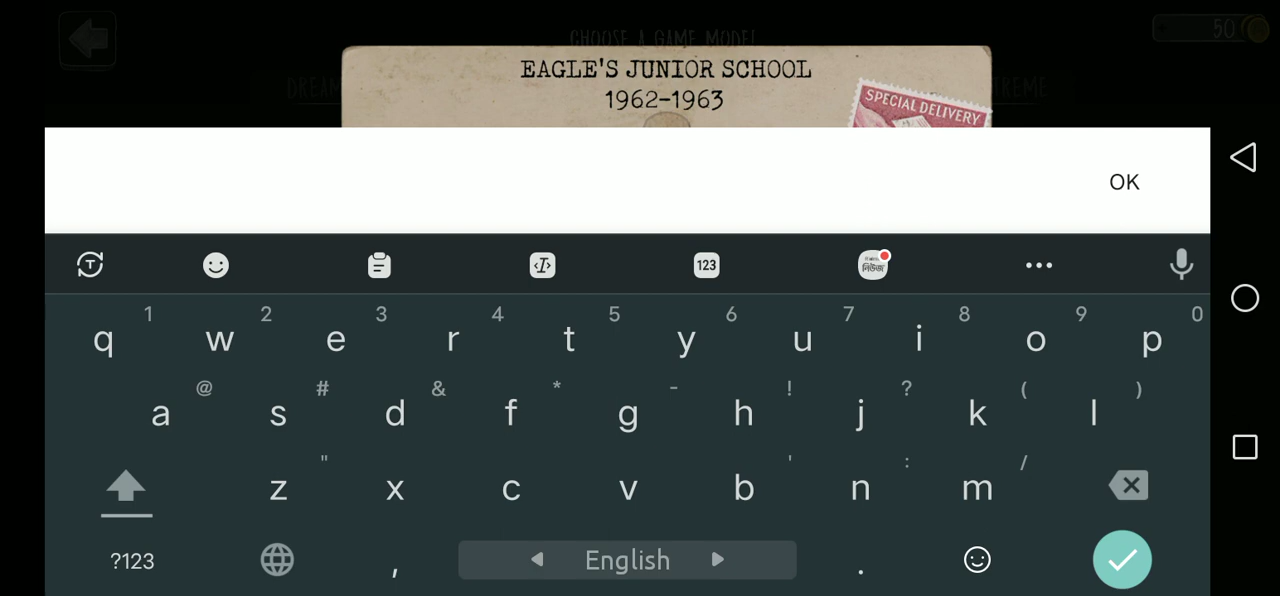 50
CHOOSE A GAME MODE!
EAGLE'S JUNIOR SCHOOL
1962-1963
SPECIAL DELIVERY
OK
123
নিউজ
1 2 3 4 5 6 7 8 9 0
q w e r t y u i o p
@ # & * - ! ? ( )
a s d f g h j k l
" ' : /
z x c v b n m
?123 , English .